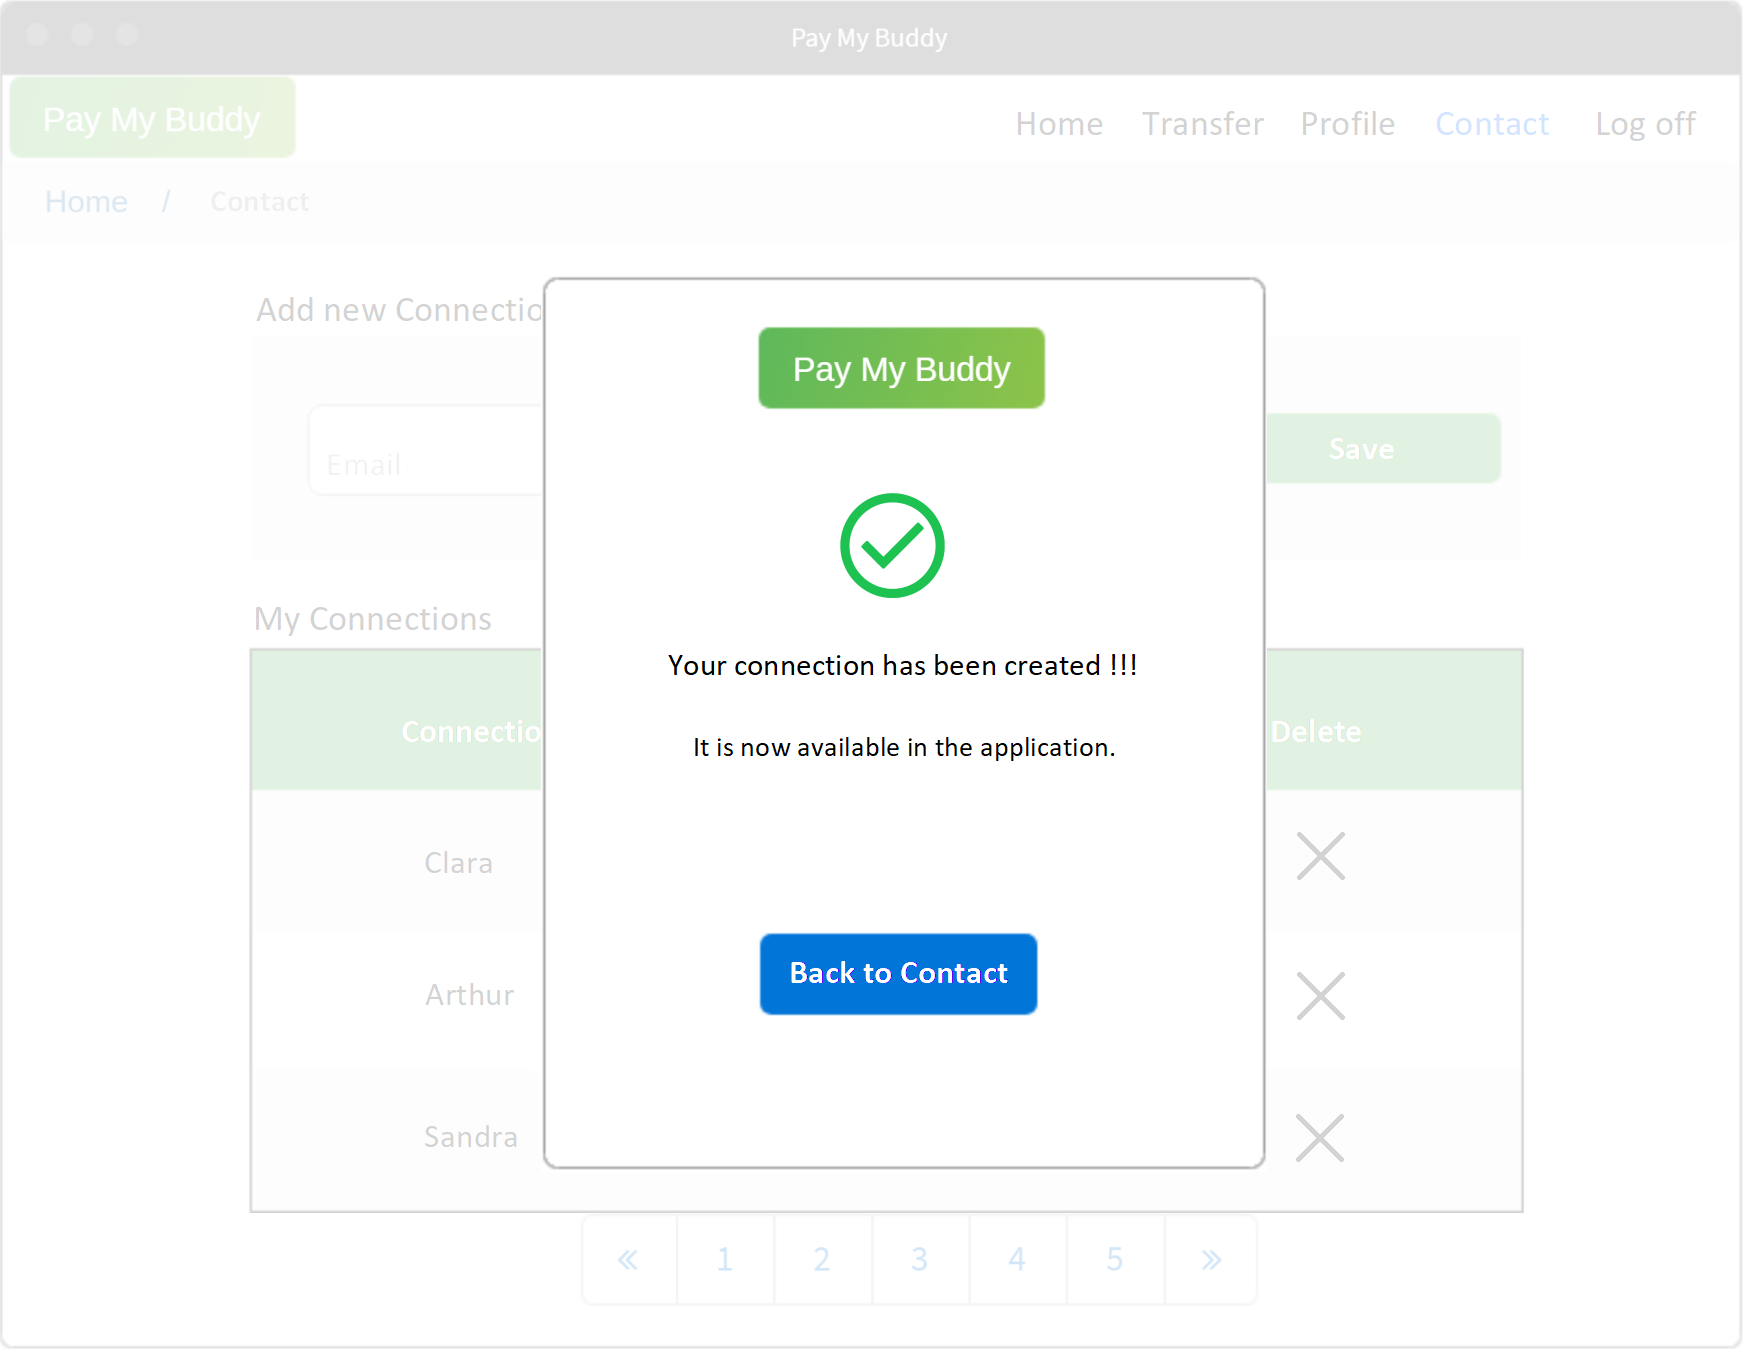 Pay My Buddy
Pay My Buddy
Home Transfer Profile Contact Log off
Home / Contact
Add new Connectio
Pay My Buddy
Email
Save
My Connections
Your connection has been created !!!
Connectio
Delete
It is now available in the application.
Clara
Back to Contact
Arthur
Sandra
« 1 2 3 4 5 »